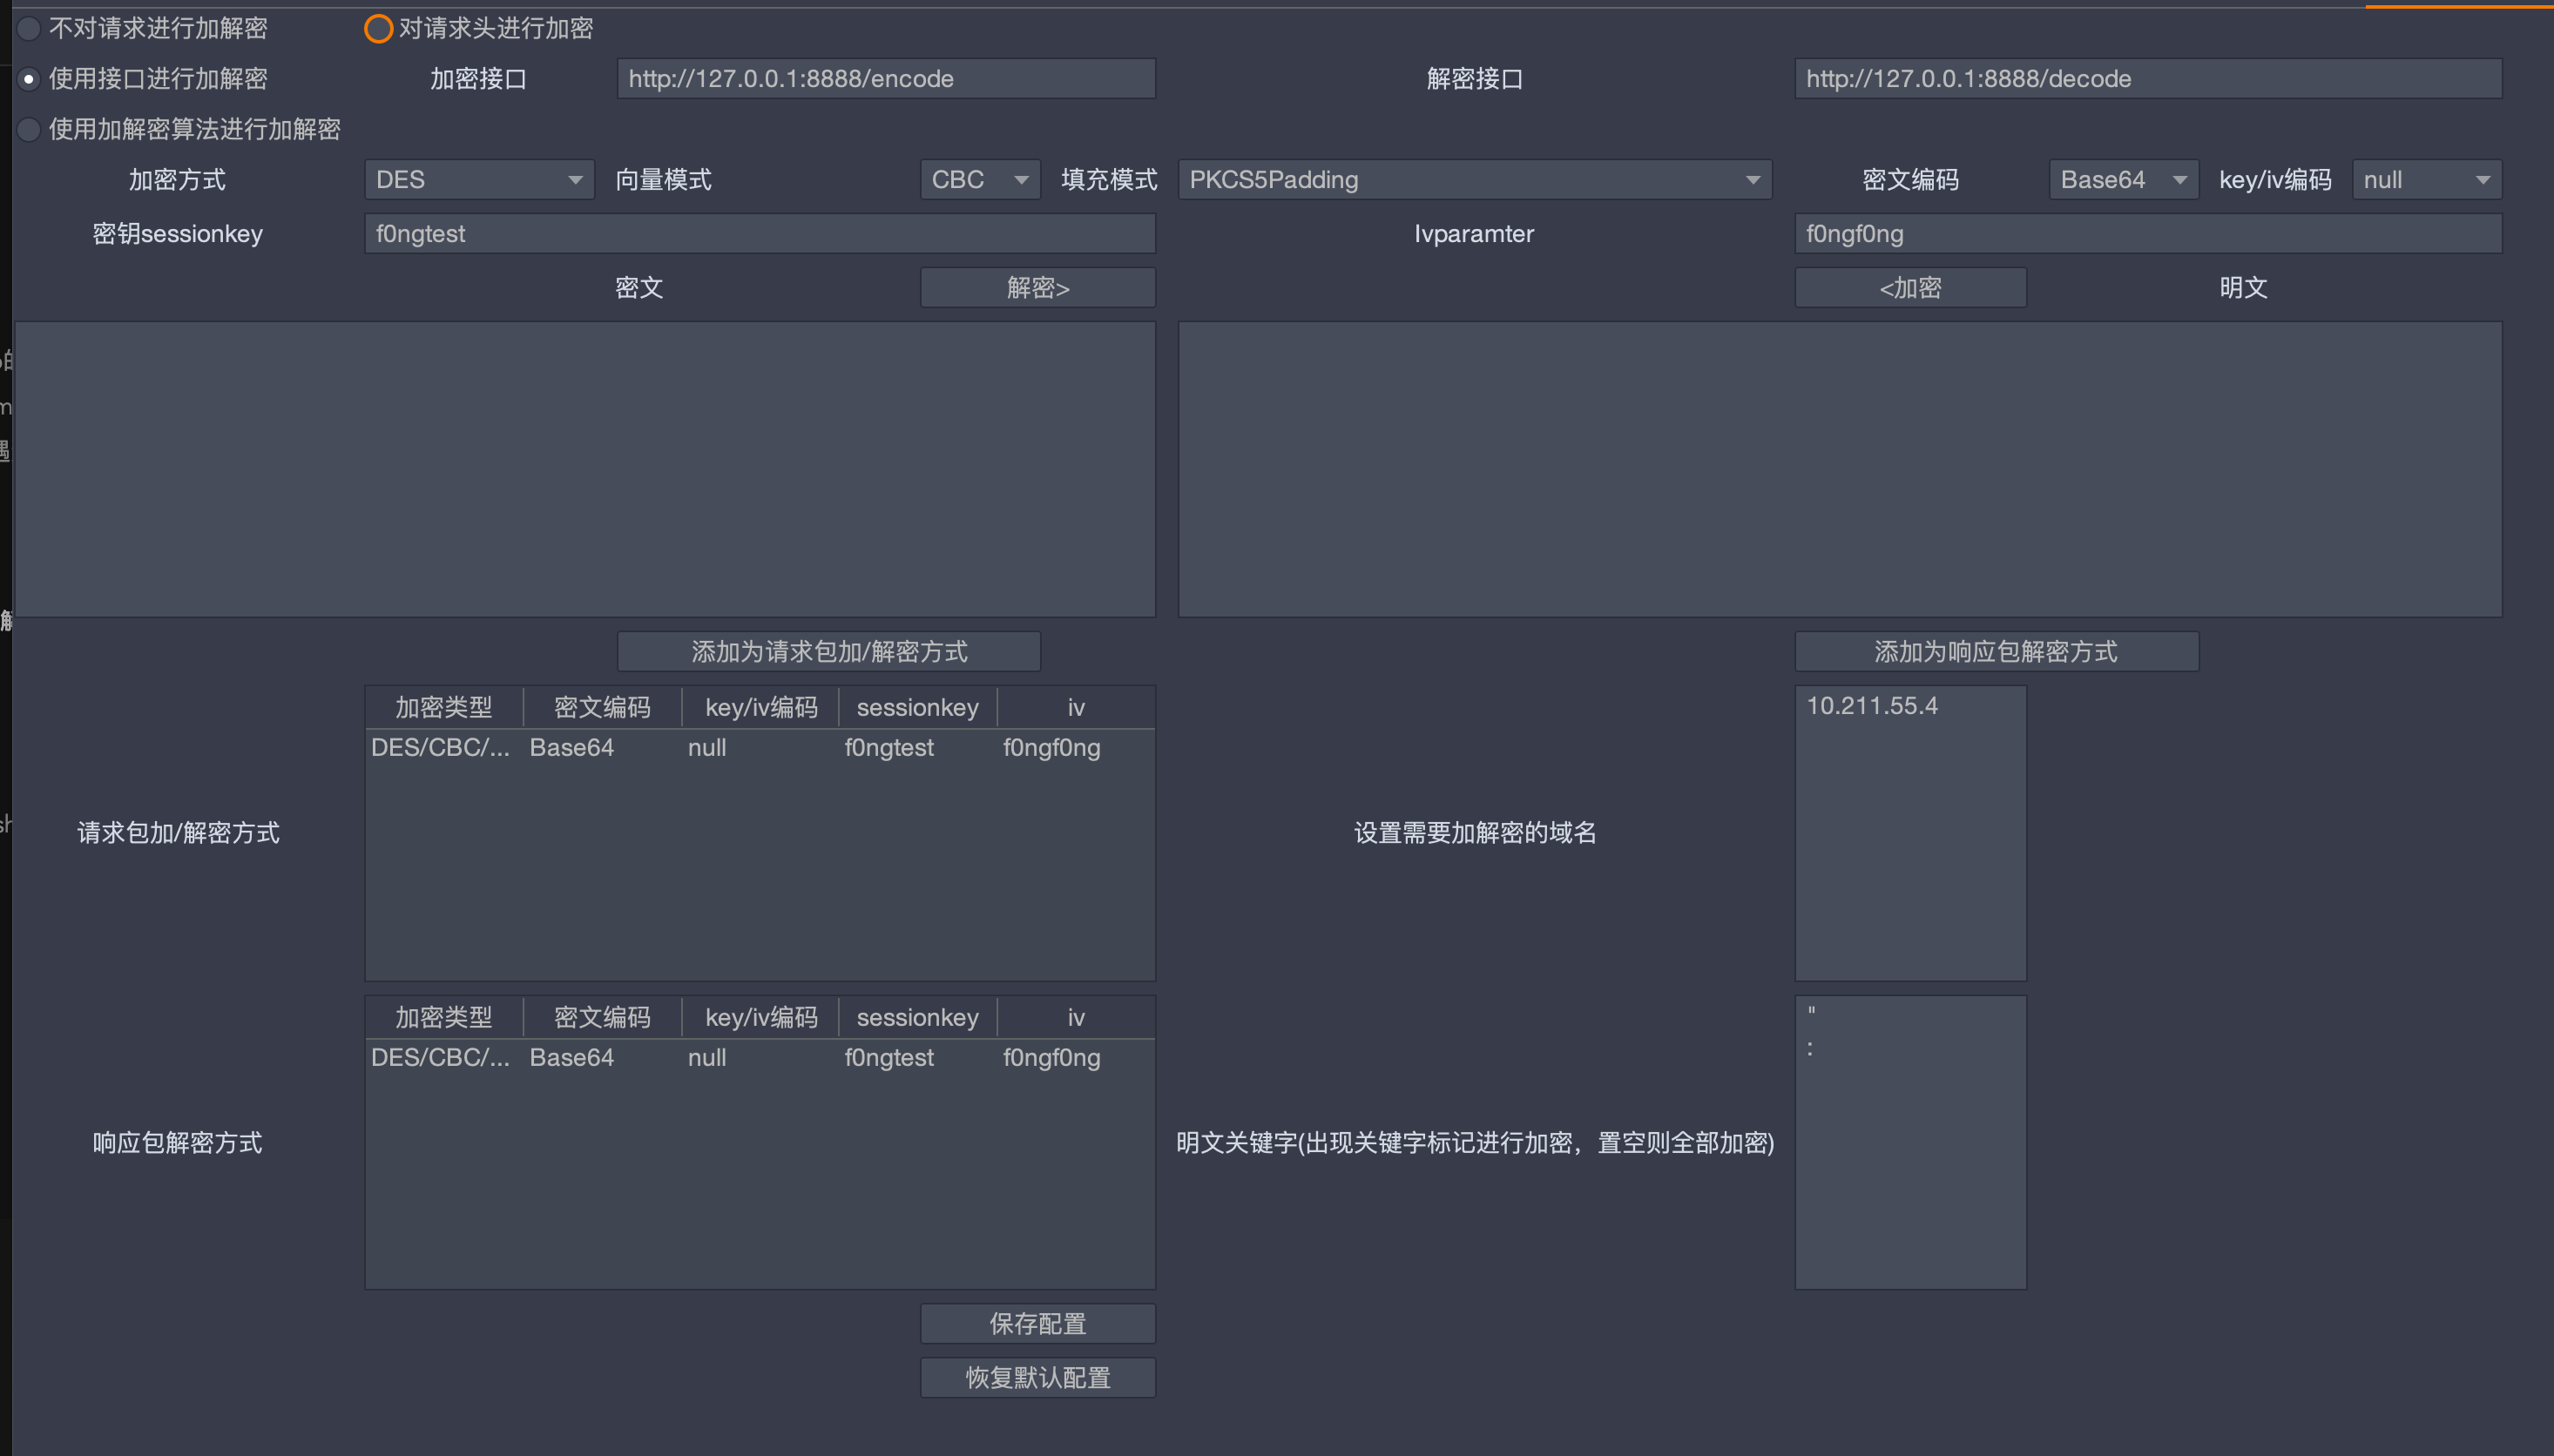 不对请求进行加解密 对请求头进行加密
使用接口进行加解密 加密接口 http://127.0.0.1:8888/encode 解密接口 http://127.0.0.1:8888/decode
使用加解密算法进行加解密
加密方式 DES 向量模式 CBC 填充模式 PKCS5Padding 密文编码 Base64 key/iv编码 null
密钥sessionkey f0ngtest Ivparamter f0ngf0ng
密文 解密> <加密 明文
添加为请求包加/解密方式 添加为响应包解密方式
加密类型 密文编码 key/iv编码 sessionkey iv 10.211.55.4
DES/CBC/... Base64 null f0ngtest f0ngf0ng
请求包加/解密方式 设置需要加解密的域名
加密类型 密文编码 key/iv编码 sessionkey iv "
DES/CBC/... Base64 null f0ngtest f0ngf0ng :
响应包解密方式 明文关键字(出现关键字标记进行加密，置空则全部加密)
保存配置
恢复默认配置